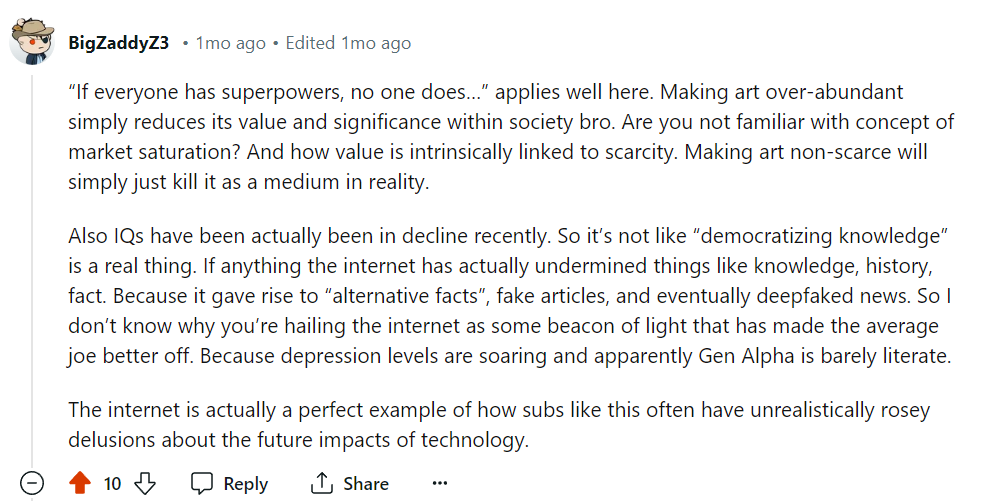 BigZaddyZ3 • 1mo ago • Edited 1mo ago
“If everyone has superpowers, no one does...” applies well here. Making art over-abundant
simply reduces its value and significance within society bro. Are you not familiar with concept of
market saturation? And how value is intrinsically linked to scarcity. Making art non-scarce will
simply just kill it as a medium in reality.
Also IQs have been actually been in decline recently. So it’s not like “democratizing knowledge”
is a real thing. If anything the internet has actually undermined things like knowledge, history,
fact. Because it gave rise to “alternative facts”, fake articles, and eventually deepfaked news. So I
don’t know why you’re hailing the internet as some beacon of light that has made the average
joe better off. Because depression levels are soaring and apparently Gen Alpha is barely literate.
The internet is actually a perfect example of how subs like this often have unrealistically rosey
delusions about the future impacts of technology.
10 Reply Share ...